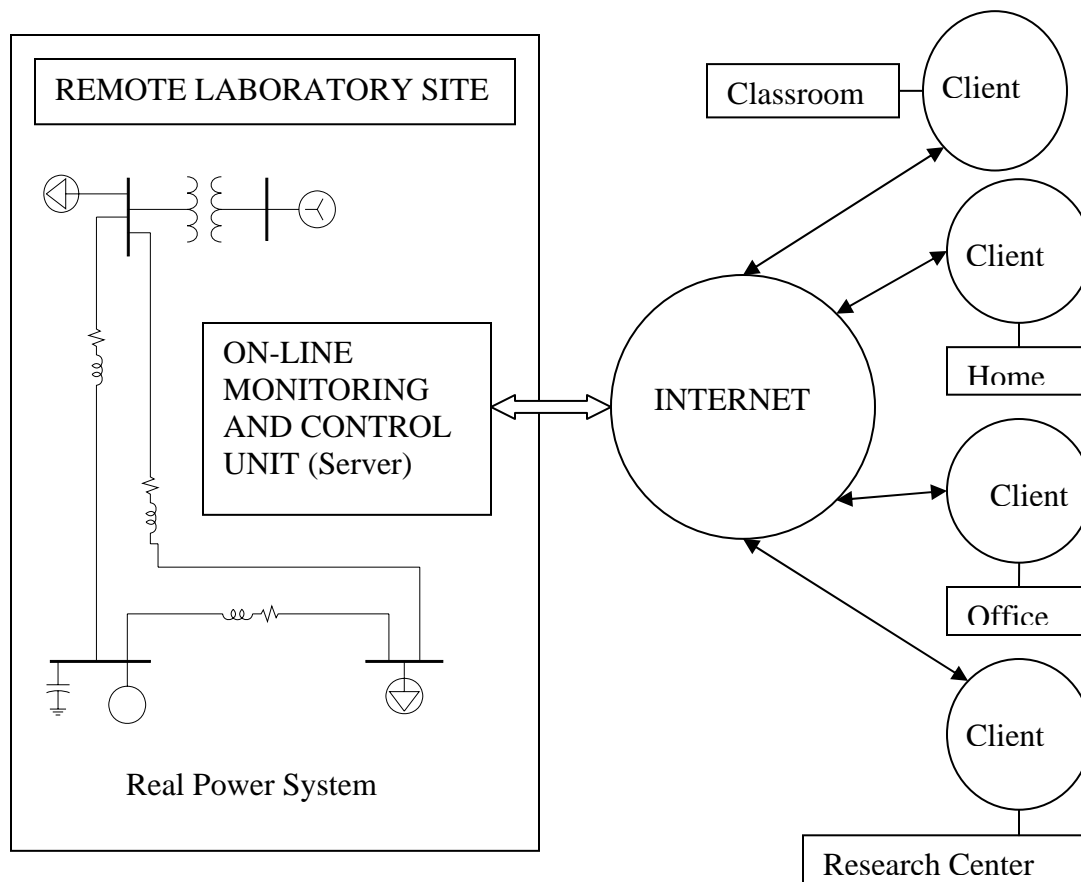 REMOTE LABORATORY SITE
ON-LINE
MONITORING
AND CONTROL
UNIT (Server)
Real Power System
INTERNET
Classroom
Client
Client
Home
Client
Office
Client
Research Center